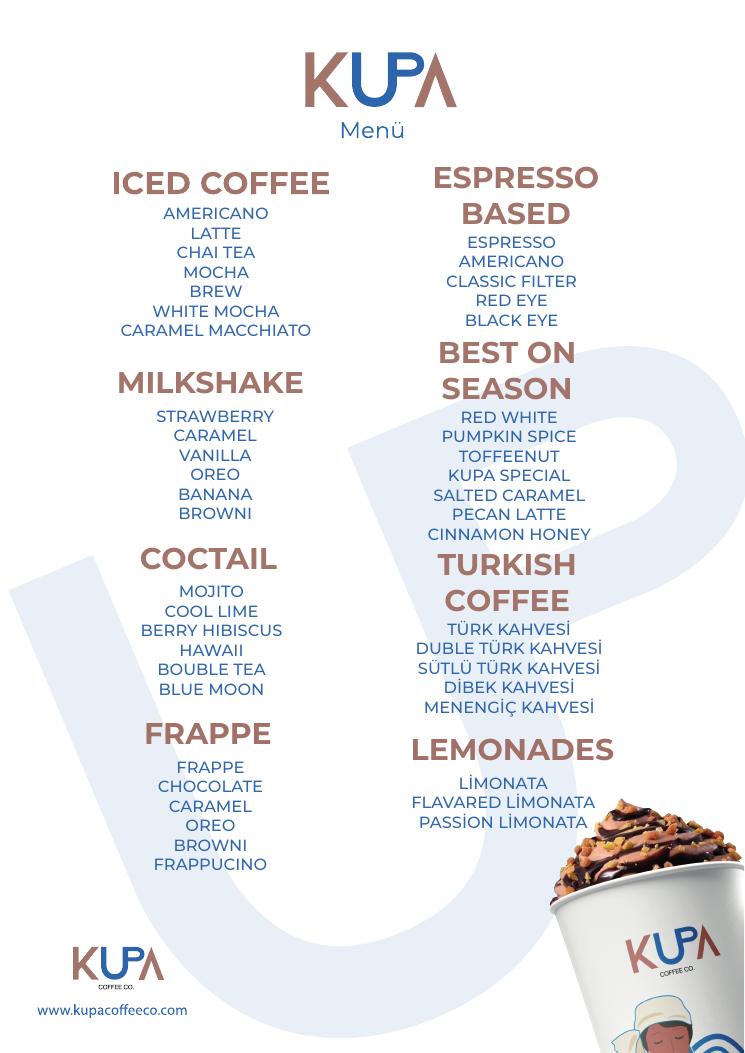 KUPA
Menü
ICED COFFEE
AMERICANO
LATTE
CHAI TEA
MOCHA
BREW
WHITE MOCHA
CARAMEL MACCHIATO
MILKSHAKE
STRAWBERRY
CARAMEL
VANILLA
OREO
BANANA
BROWNI
COCTAIL
MOJITO
COOL LIME
BERRY HIBISCUS
HAWAII
BOUBLE TEA
BLUE MOON
FRAPPE
FRAPPE
CHOCOLATE
CARAMEL
OREO
BROWNI
FRAPPUCINO
ESPRESSO
BASED
ESPRESSO
AMERICANO
CLASSIC FILTER
RED EYE
BLACK EYE
BEST ON
SEASON
RED WHITE
PUMPKIN SPICE
TOFFEENUT
KUPA SPECIAL
SALTED CARAMEL
PECAN LATTE
CINNAMON HONEY
TURKISH
COFFEE
TÜRK KAHVESİ
DUBLE TÜRK KAHVESİ
SÜTLÜ TÜRK KAHVESİ
DİBEK KAHVESİ
MENENGİÇ KAHVESİ
LEMONADES
LİMONATA
FLAVARED LİMONATA
PASSİON LİMONATA
KUPA
COFFEE CO.
www.kupacoffeeco.com
KUPA
COFFEE CO.
UP